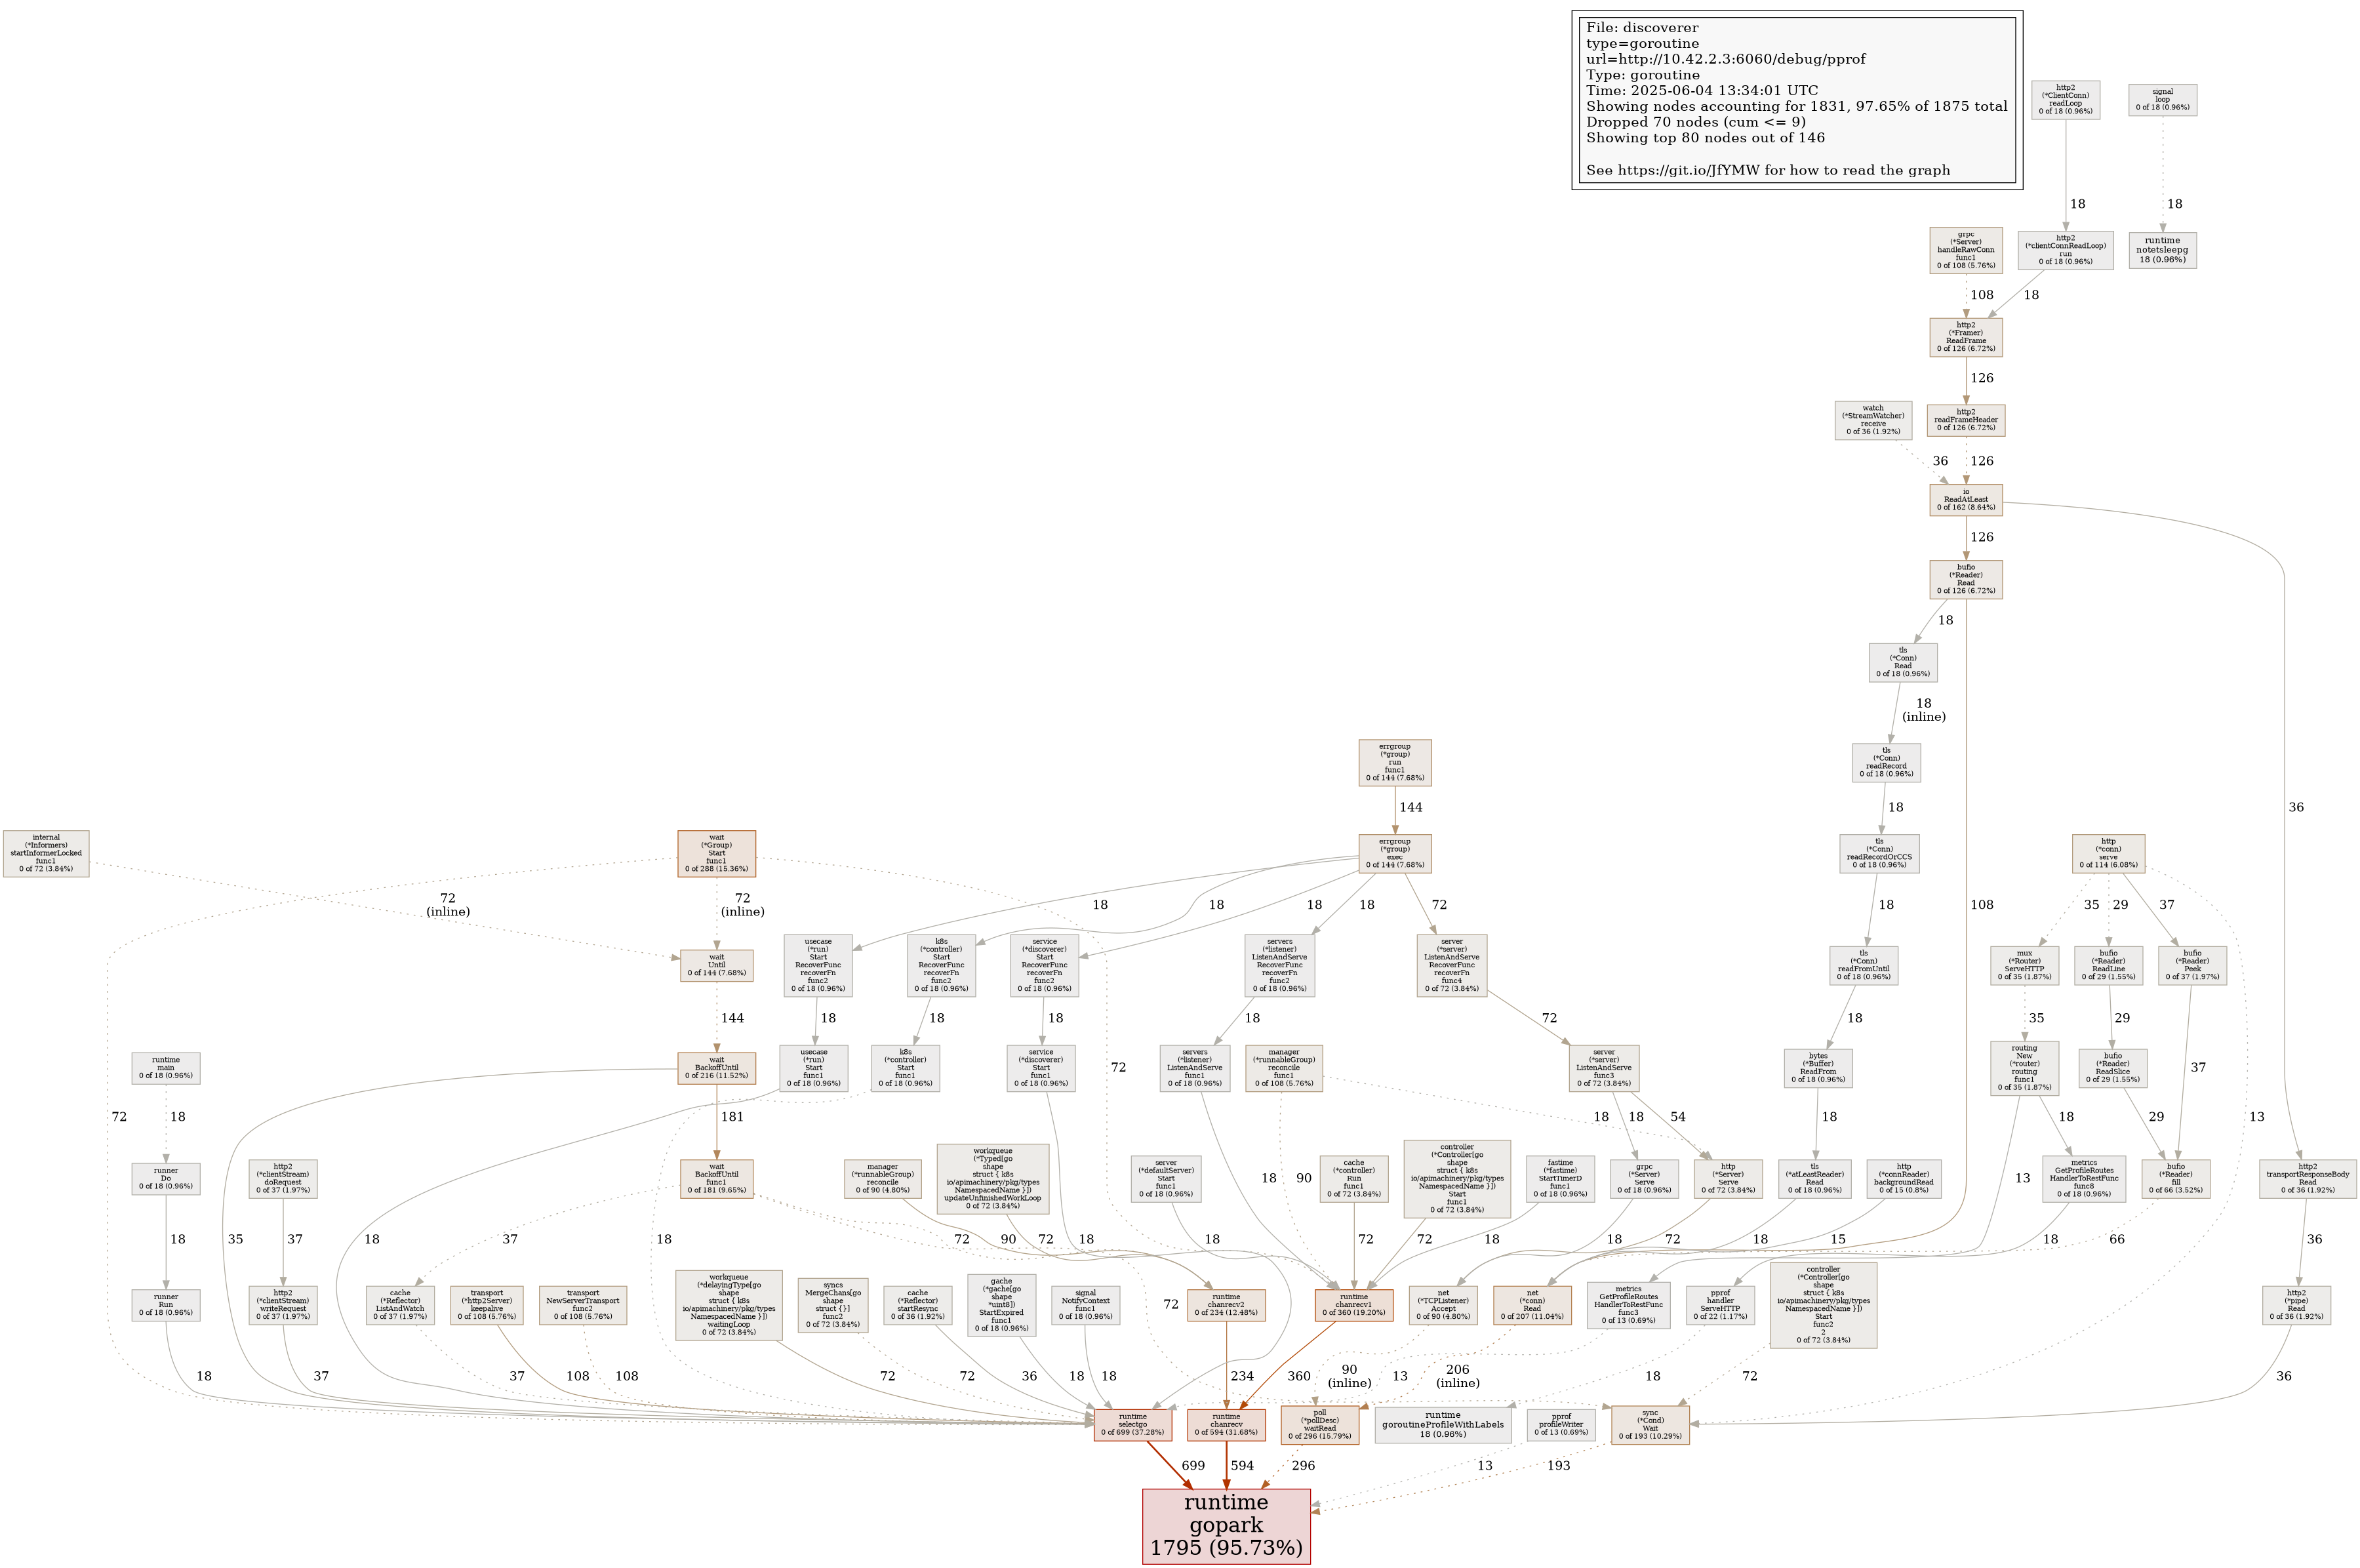 File: discoverer
type=goroutine
url=http://10.42.2.3:6060/debug/pprof
Type: goroutine
Time: 2025-06-04 13:34:01 UTC
Showing nodes accounting for 1831, 97.65% of 1875 total
Dropped 70 nodes (cum <= 9)
Showing top 80 nodes out of 146
See https://git.io/JfYMW for how to read the graph
http2
(*ClientConn)
readLoop
0 of 18 (0.96%)
signal
loop
0 of 18 (0.96%)
18
18
grpc
(*Server)
handleRawConn
func1
0 of 108 (5.76%)
http2
(*clientConnReadLoop)
run
0 of 18 (0.96%)
runtime
notetsleepg
18 (0.96%)
108
18
http2
(*Framer)
ReadFrame
0 of 126 (6.72%)
126
watch
(*StreamWatcher)
receive
0 of 36 (1.92%)
http2
readFrameHeader
0 of 126 (6.72%)
36
126
io
ReadAtLeast
0 of 162 (8.64%)
126
36
bufio
(*Reader)
Read
0 of 126 (6.72%)
18
108
tls
(*Conn)
Read
0 of 18 (0.96%)
18
(inline)
tls
(*Conn)
readRecord
0 of 18 (0.96%)
18
errgroup
(*group)
run
func1
0 of 144 (7.68%)
144
internal
(*Informers)
startInformerLocked
func1
0 of 72 (3.84%)
wait
(*Group)
Start
func1
0 of 288 (15.36%)
errgroup
(*group)
exec
0 of 144 (7.68%)
tls
(*Conn)
readRecordOrCCS
0 of 18 (0.96%)
http
(*conn)
serve
0 of 114 (6.08%)
72
(inline)
72
(inline)
72
72
18
18
18
18
72
18
35
29
37
13
wait
Until
0 of 144 (7.68%)
usecase
(*run)
Start
RecoverFunc
recoverFn
func2
0 of 18 (0.96%)
k8s
(*controller)
Start
RecoverFunc
recoverFn
func2
0 of 18 (0.96%)
service
(*discoverer)
Start
RecoverFunc
recoverFn
func2
0 of 18 (0.96%)
servers
(*listener)
ListenAndServe
RecoverFunc
recoverFn
func2
0 of 18 (0.96%)
server
(*server)
ListenAndServe
RecoverFunc
recoverFn
func4
0 of 72 (3.84%)
tls
(*Conn)
readFromUntil
0 of 18 (0.96%)
mux
(*Router)
ServeHTTP
0 of 35 (1.87%)
bufio
(*Reader)
ReadLine
0 of 29 (1.55%)
bufio
(*Reader)
Peek
0 of 37 (1.97%)
144
18
18
18
18
72
18
35
29
37
runtime
main
0 of 18 (0.96%)
wait
BackoffUntil
0 of 216 (11.52%)
usecase
(*run)
Start
func1
0 of 18 (0.96%)
k8s
(*controller)
Start
func1
0 of 18 (0.96%)
service
(*discoverer)
Start
func1
0 of 18 (0.96%)
servers
(*listener)
ListenAndServe
func1
0 of 18 (0.96%)
manager
(*runnableGroup)
reconcile
func1
0 of 108 (5.76%)
server
(*server)
ListenAndServe
func3
0 of 72 (3.84%)
bytes
(*Buffer)
ReadFrom
0 of 18 (0.96%)
routing
New
(*router)
routing
func1
0 of 35 (1.87%)
bufio
(*Reader)
ReadSlice
0 of 29 (1.55%)
18
35
181
18
18
18
18
90
18
18
54
18
13
18
29
runner
Do
0 of 18 (0.96%)
http2
(*clientStream)
doRequest
0 of 37 (1.97%)
wait
BackoffUntil
func1
0 of 181 (9.65%)
manager
(*runnableGroup)
reconcile
0 of 90 (4.80%)
workqueue
(*Typed[go
shape
struct { k8s
io/apimachinery/pkg/types
NamespacedName }])
updateUnfinishedWorkLoop
0 of 72 (3.84%)
server
(*defaultServer)
Start
func1
0 of 18 (0.96%)
cache
(*controller)
Run
func1
0 of 72 (3.84%)
controller
(*Controller[go
shape
struct { k8s
io/apimachinery/pkg/types
NamespacedName }])
Start
func1
0 of 72 (3.84%)
fastime
(*fastime)
StartTimerD
func1
0 of 18 (0.96%)
grpc
(*Server)
Serve
0 of 18 (0.96%)
http
(*Server)
Serve
0 of 72 (3.84%)
tls
(*atLeastReader)
Read
0 of 18 (0.96%)
http
(*connReader)
backgroundRead
0 of 15 (0.8%)
metrics
GetProfileRoutes
HandlerToRestFunc
func8
0 of 18 (0.96%)
bufio
(*Reader)
fill
0 of 66 (3.52%)
http2
transportResponseBody
Read
0 of 36 (1.92%)
18
37
37
72
90
72
18
72
72
18
18
72
18
15
18
66
36
runner
Run
0 of 18 (0.96%)
http2
(*clientStream)
writeRequest
0 of 37 (1.97%)
cache
(*Reflector)
ListAndWatch
0 of 37 (1.97%)
transport
(*http2Server)
keepalive
0 of 108 (5.76%)
transport
NewServerTransport
func2
0 of 108 (5.76%)
workqueue
(*delayingType[go
shape
struct { k8s
io/apimachinery/pkg/types
NamespacedName }])
waitingLoop
0 of 72 (3.84%)
syncs
MergeChans[go
shape
struct {}]
func2
0 of 72 (3.84%)
cache
(*Reflector)
startResync
0 of 36 (1.92%)
gache
(*gache[go
shape
*uint8])
StartExpired
func1
0 of 18 (0.96%)
signal
NotifyContext
func1
0 of 18 (0.96%)
runtime
chanrecv2
0 of 234 (12.48%)
runtime
chanrecv1
0 of 360 (19.20%)
net
(*TCPListener)
Accept
0 of 90 (4.80%)
net
(*conn)
Read
0 of 207 (11.04%)
metrics
GetProfileRoutes
HandlerToRestFunc
func3
0 of 13 (0.69%)
pprof
handler
ServeHTTP
0 of 22 (1.17%)
controller
(*Controller[go
shape
struct { k8s
io/apimachinery/pkg/types
NamespacedName }])
Start
func2
2
0 of 72 (3.84%)
http2
(*pipe)
Read
0 of 36 (1.92%)
18
37
37
108
108
72
72
36
18
18
234
360
72
90
(inline)
13
206
(inline)
18
72
36
runtime
selectgo
0 of 699 (37.28%)
runtime
chanrecv
0 of 594 (31.68%)
poll
(*pollDesc)
waitRead
0 of 296 (15.79%)
runtime
goroutineProfileWithLabels
18 (0.96%)
pprof
profileWriter
0 of 13 (0.69%)
sync
(*Cond)
Wait
0 of 193 (10.29%)
699
594
296
13
193
runtime
gopark
1795 (95.73%)